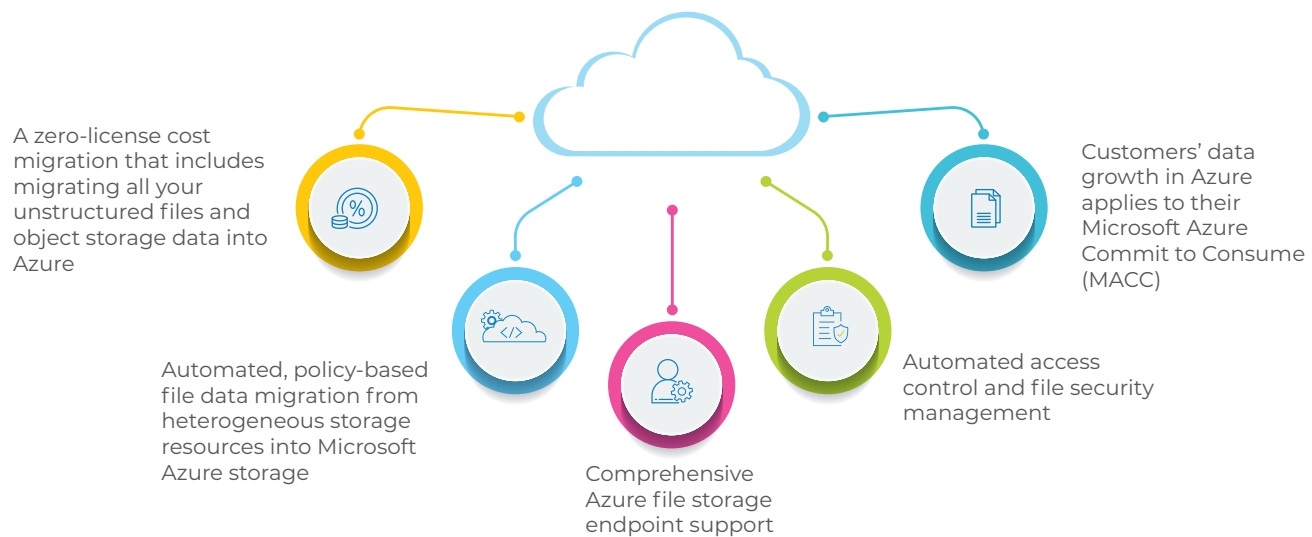 A zero-license cost
migration that includes
migrating all your
unstructured files and
object storage data into
Azure
%
Automated, policy-based
file data migration from
heterogeneous storage
resources into Microsoft
Azure storage
</>
Comprehensive
Azure file storage
endpoint support
Automated access
control and file security
management
Customers’ data
growth in Azure
applies to their
Microsoft Azure
Commit to Consume
(MACC)